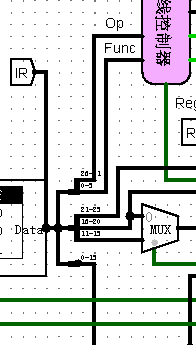 线控制器
Op
Func
IR
Reg
R
26-31
0-5
21-25
16-20
11-15
0
MUX
Data
0-15